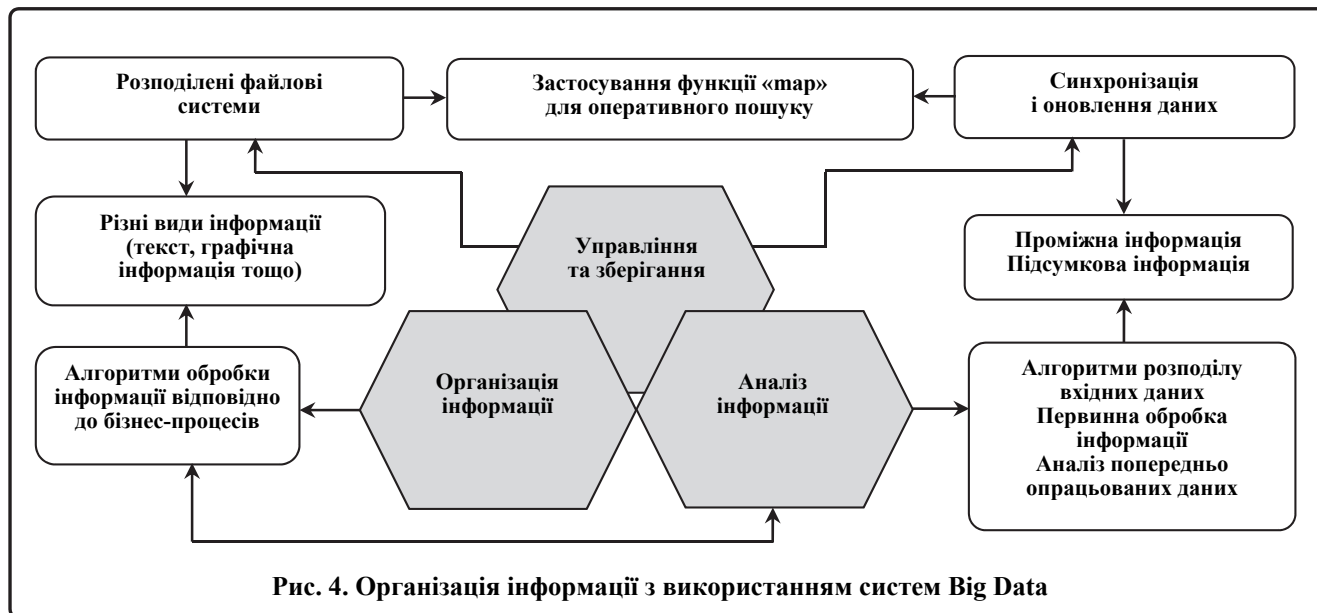 Розподілені файлові
системи
Застосування функції «map»
для оперативного пошуку
Синхронізація
і оновлення даних
Різні види інформації
(текст, графічна
інформація тощо)
Управління
та зберігання
Проміжна інформація
Підсумкова інформація
Алгоритми обробки
інформації відповідно
до бізнес-процесів
Організація
інформації
Аналіз
інформації
Алгоритми розподілу
вхідних даних
Первинна обробка
інформації
Аналіз попередньо
опрацьованих даних
Рис. 4. Організація інформації з використанням систем Big Data